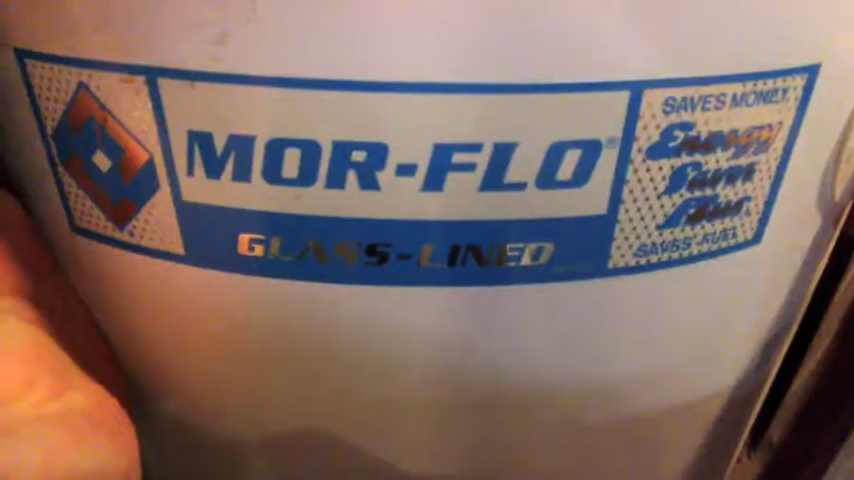 MOR-FLO®
GLASS-LINED
SAVES MONEY
Energy
Saver
Plus
SAVES FUEL